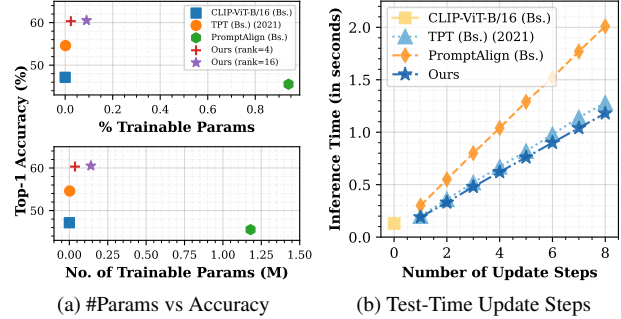 CLIP-ViT-B/16 (Bs.)
TPT (Bs.) (2021)
PromptAlign (Bs.)
Ours (rank=4)
Ours (rank=16)
60
50
0.0 0.2 0.4 0.6 0.8
% Trainable Params
Top-1 Accuracy (%)
60
50
0.00 0.25 0.50 0.75 1.00 1.25 1.50
No. of Trainable Params (M)
(a) #Params vs Accuracy
CLIP-ViT-B/16 (Bs.)
TPT (Bs.) (2021)
PromptAlign (Bs.)
Ours
Inference Time (in seconds)
2.0
1.5
1.0
0.5
0.0
0 2 4 6 8
Number of Update Steps
(b) Test-Time Update Steps